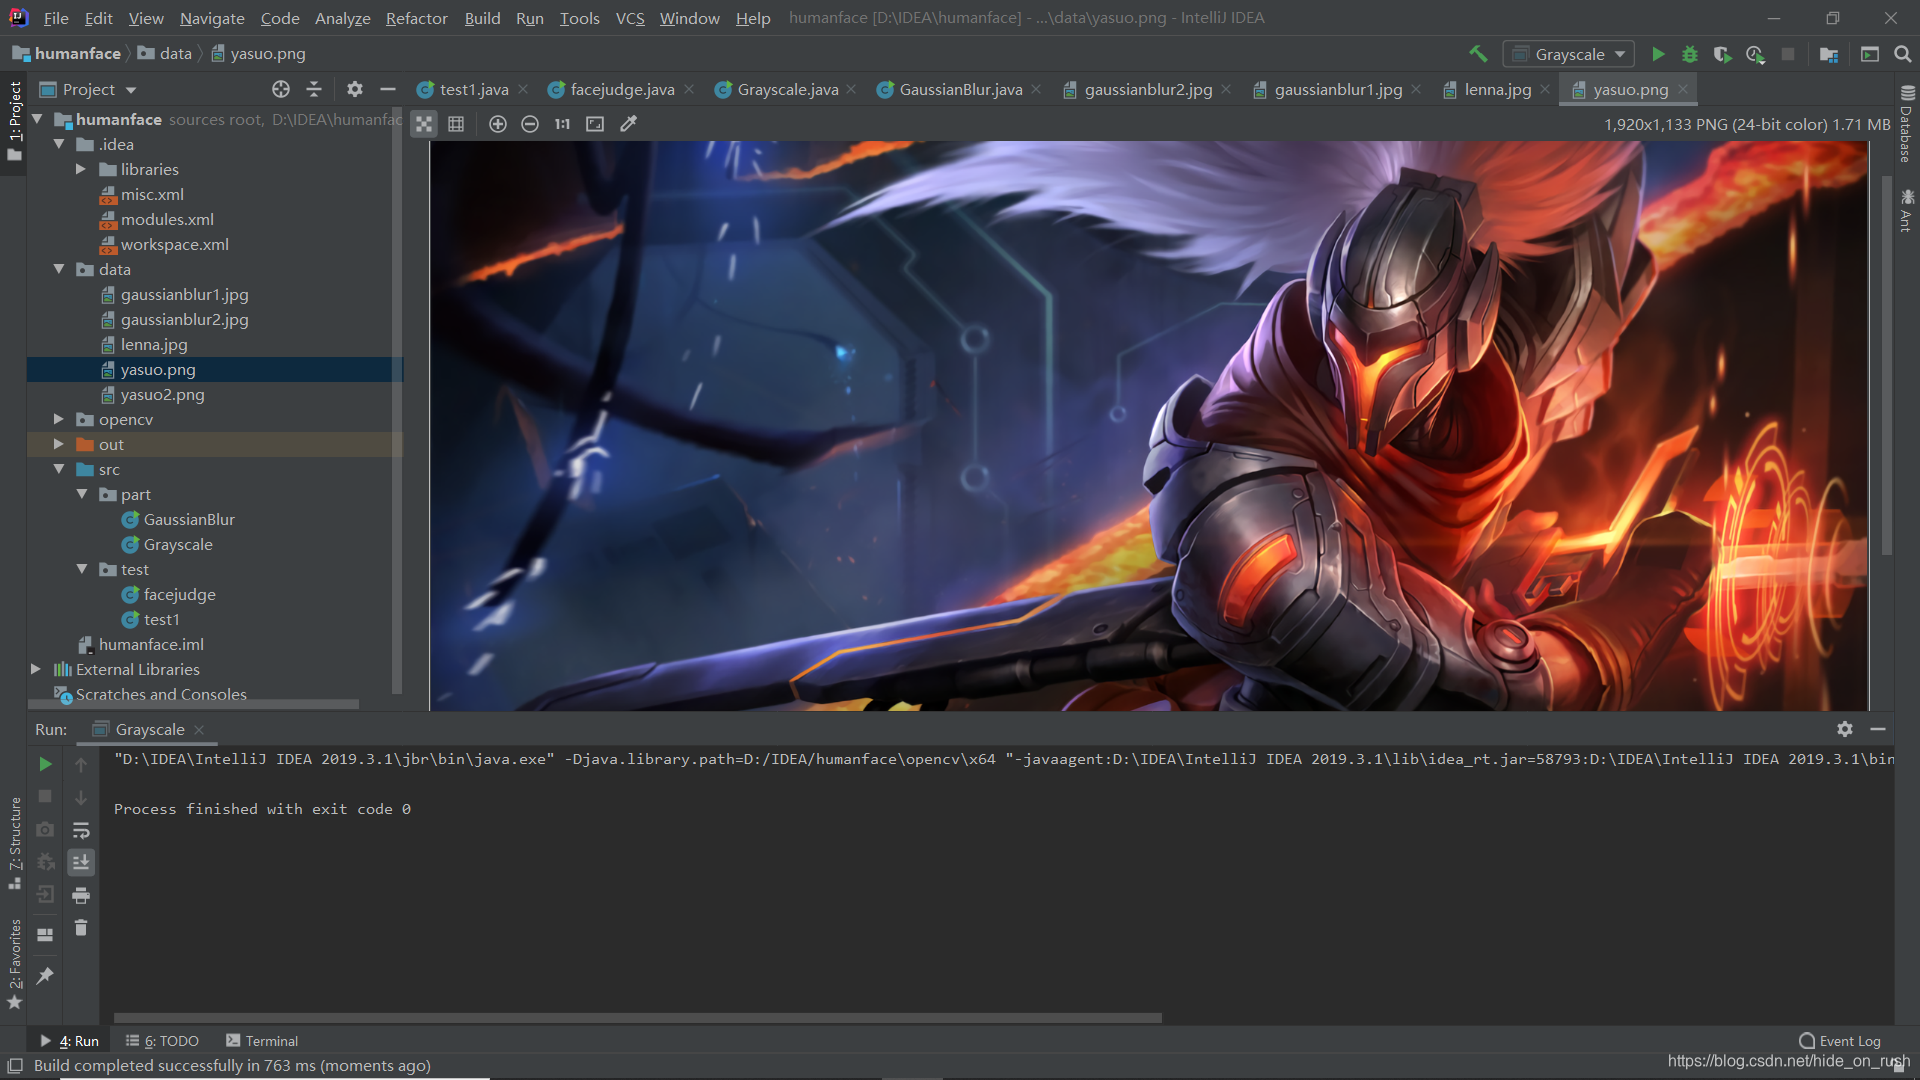 File Edit View Navigate Code Analyze Refactor Build Run Tools VCS Window Help humanface [D:\IDEA\humanface] - ...\data\yasuo.png - IntelliJ IDEA
humanface data yasuo.png Grayscale
1: Project
Project
test1.java facejudge.java Grayscale.java GaussianBlur.java gaussianblur2.jpg gaussianblur1.jpg lenna.jpg yasuo.png
1:1 1,920x1,133 PNG (24-bit color) 1.71 MB
Database
Ant
humanface sources root, D:\IDEA\humanfac
.idea
libraries
misc.xml
modules.xml
workspace.xml
data
gaussianblur1.jpg
gaussianblur2.jpg
lenna.jpg
yasuo.png
yasuo2.png
opencv
out
src
part
GaussianBlur
Grayscale
test
facejudge
test1
humanface.iml
External Libraries
Scratches and Consoles
Run: Grayscale
"D:\IDEA\IntelliJ IDEA 2019.3.1\jbr\bin\java.exe" -Djava.library.path=D:/IDEA/humanface\opencv\x64 "-javaagent:D:\IDEA\IntelliJ IDEA 2019.3.1\lib\idea_rt.jar=58793:D:\IDEA\IntelliJ IDEA 2019.3.1\bin
Process finished with exit code 0
Z: Structure
2: Favorites
4: Run 6: TODO Terminal Event Log
Build completed successfully in 763 ms (moments ago)
https://blog.csdn.net/hide_on_rush